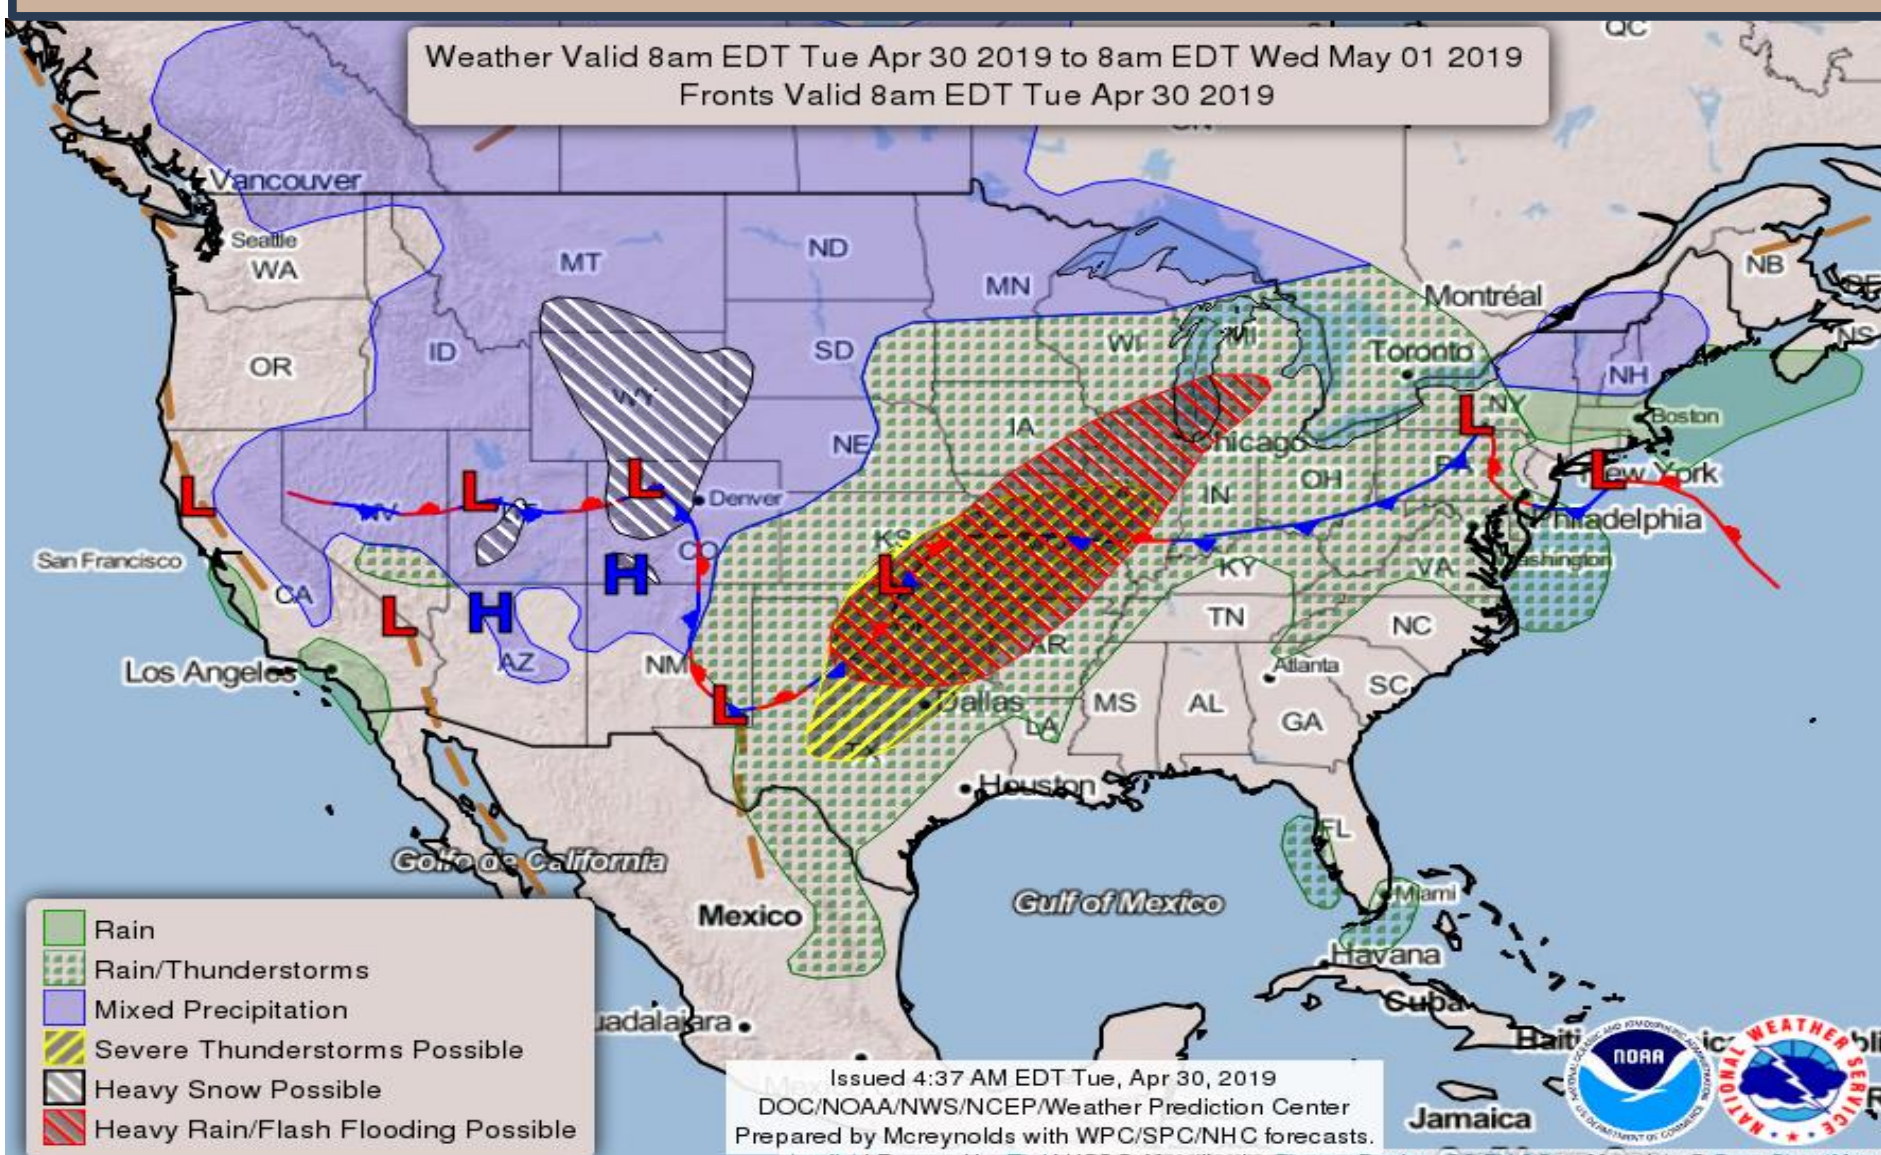 Weather Valid 8am EDT Tue Apr 30 2019 to 8am EDT Wed May 01 2019
Fronts Valid 8am EDT Tue Apr 30 2019
QC
Vancouver
Seattle
WA
MT
ND
MN
Montréal
NB
NS
OR
ID
SD
WI
MI
Toronto
NH
WY
NE
IA
NY
Boston
L
L
L
L
Denver
NV
PA
OH
IN
New York
L
Philadelphia
San Francisco
CO
KS
L
H
CA
KY
VA
L
H
TN
NC
AZ
NM
AR
Atlanta
Los Angeles
SC
L
Dallas
LA
MS
AL
GA
TX
Houston
FL
Golfo de California
Miami
Mexico
Gulf of Mexico
Havana
Cuba
Haiti
Jamaica
uadalajara
Rain
Rain/Thunderstorms
Mixed Precipitation
Severe Thunderstorms Possible
Heavy Snow Possible
Heavy Rain/Flash Flooding Possible
Issued 4:37 AM EDT Tue, Apr 30, 2019
DOC/NOAA/NWS/NCEP/Weather Prediction Center
Prepared by Mcreynolds with WPC/SPC/NHC forecasts.
NOAA
NATIONAL WEATHER SERVICE